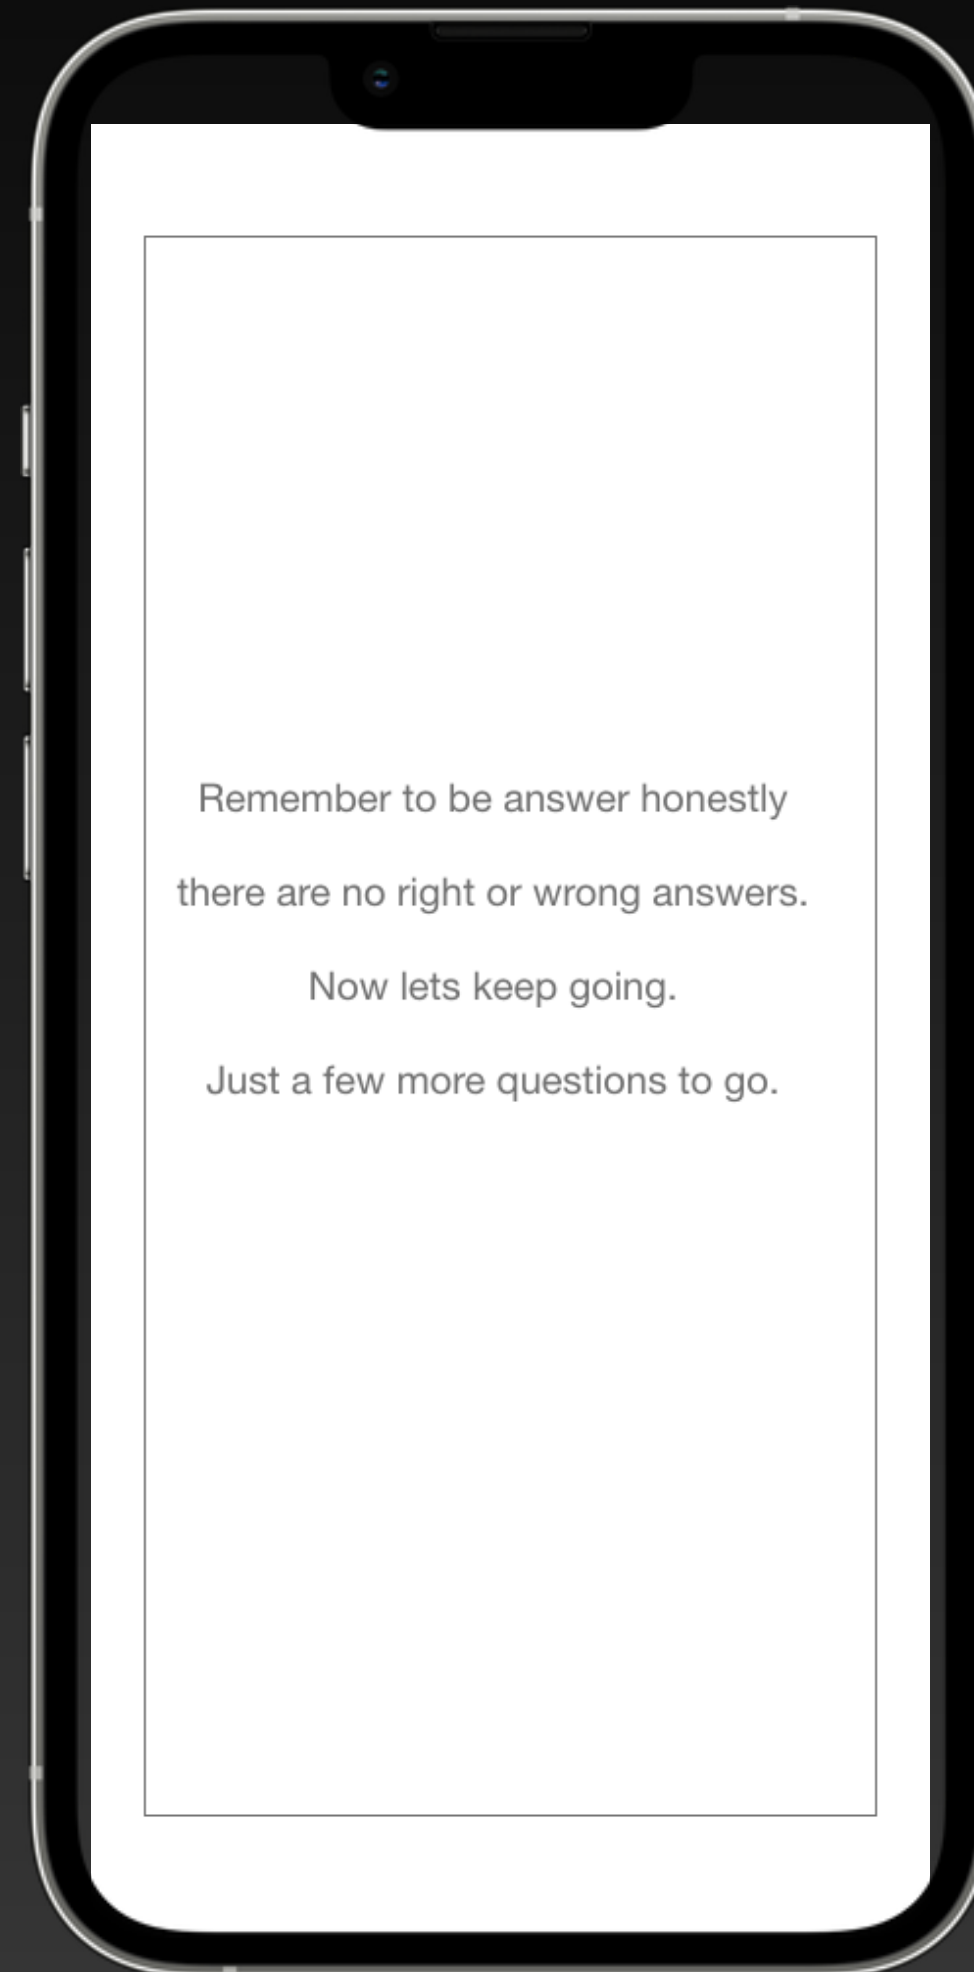 Remember to be answer honestly
there are no right or wrong answers.
Now lets keep going.
Just a few more questions to go.